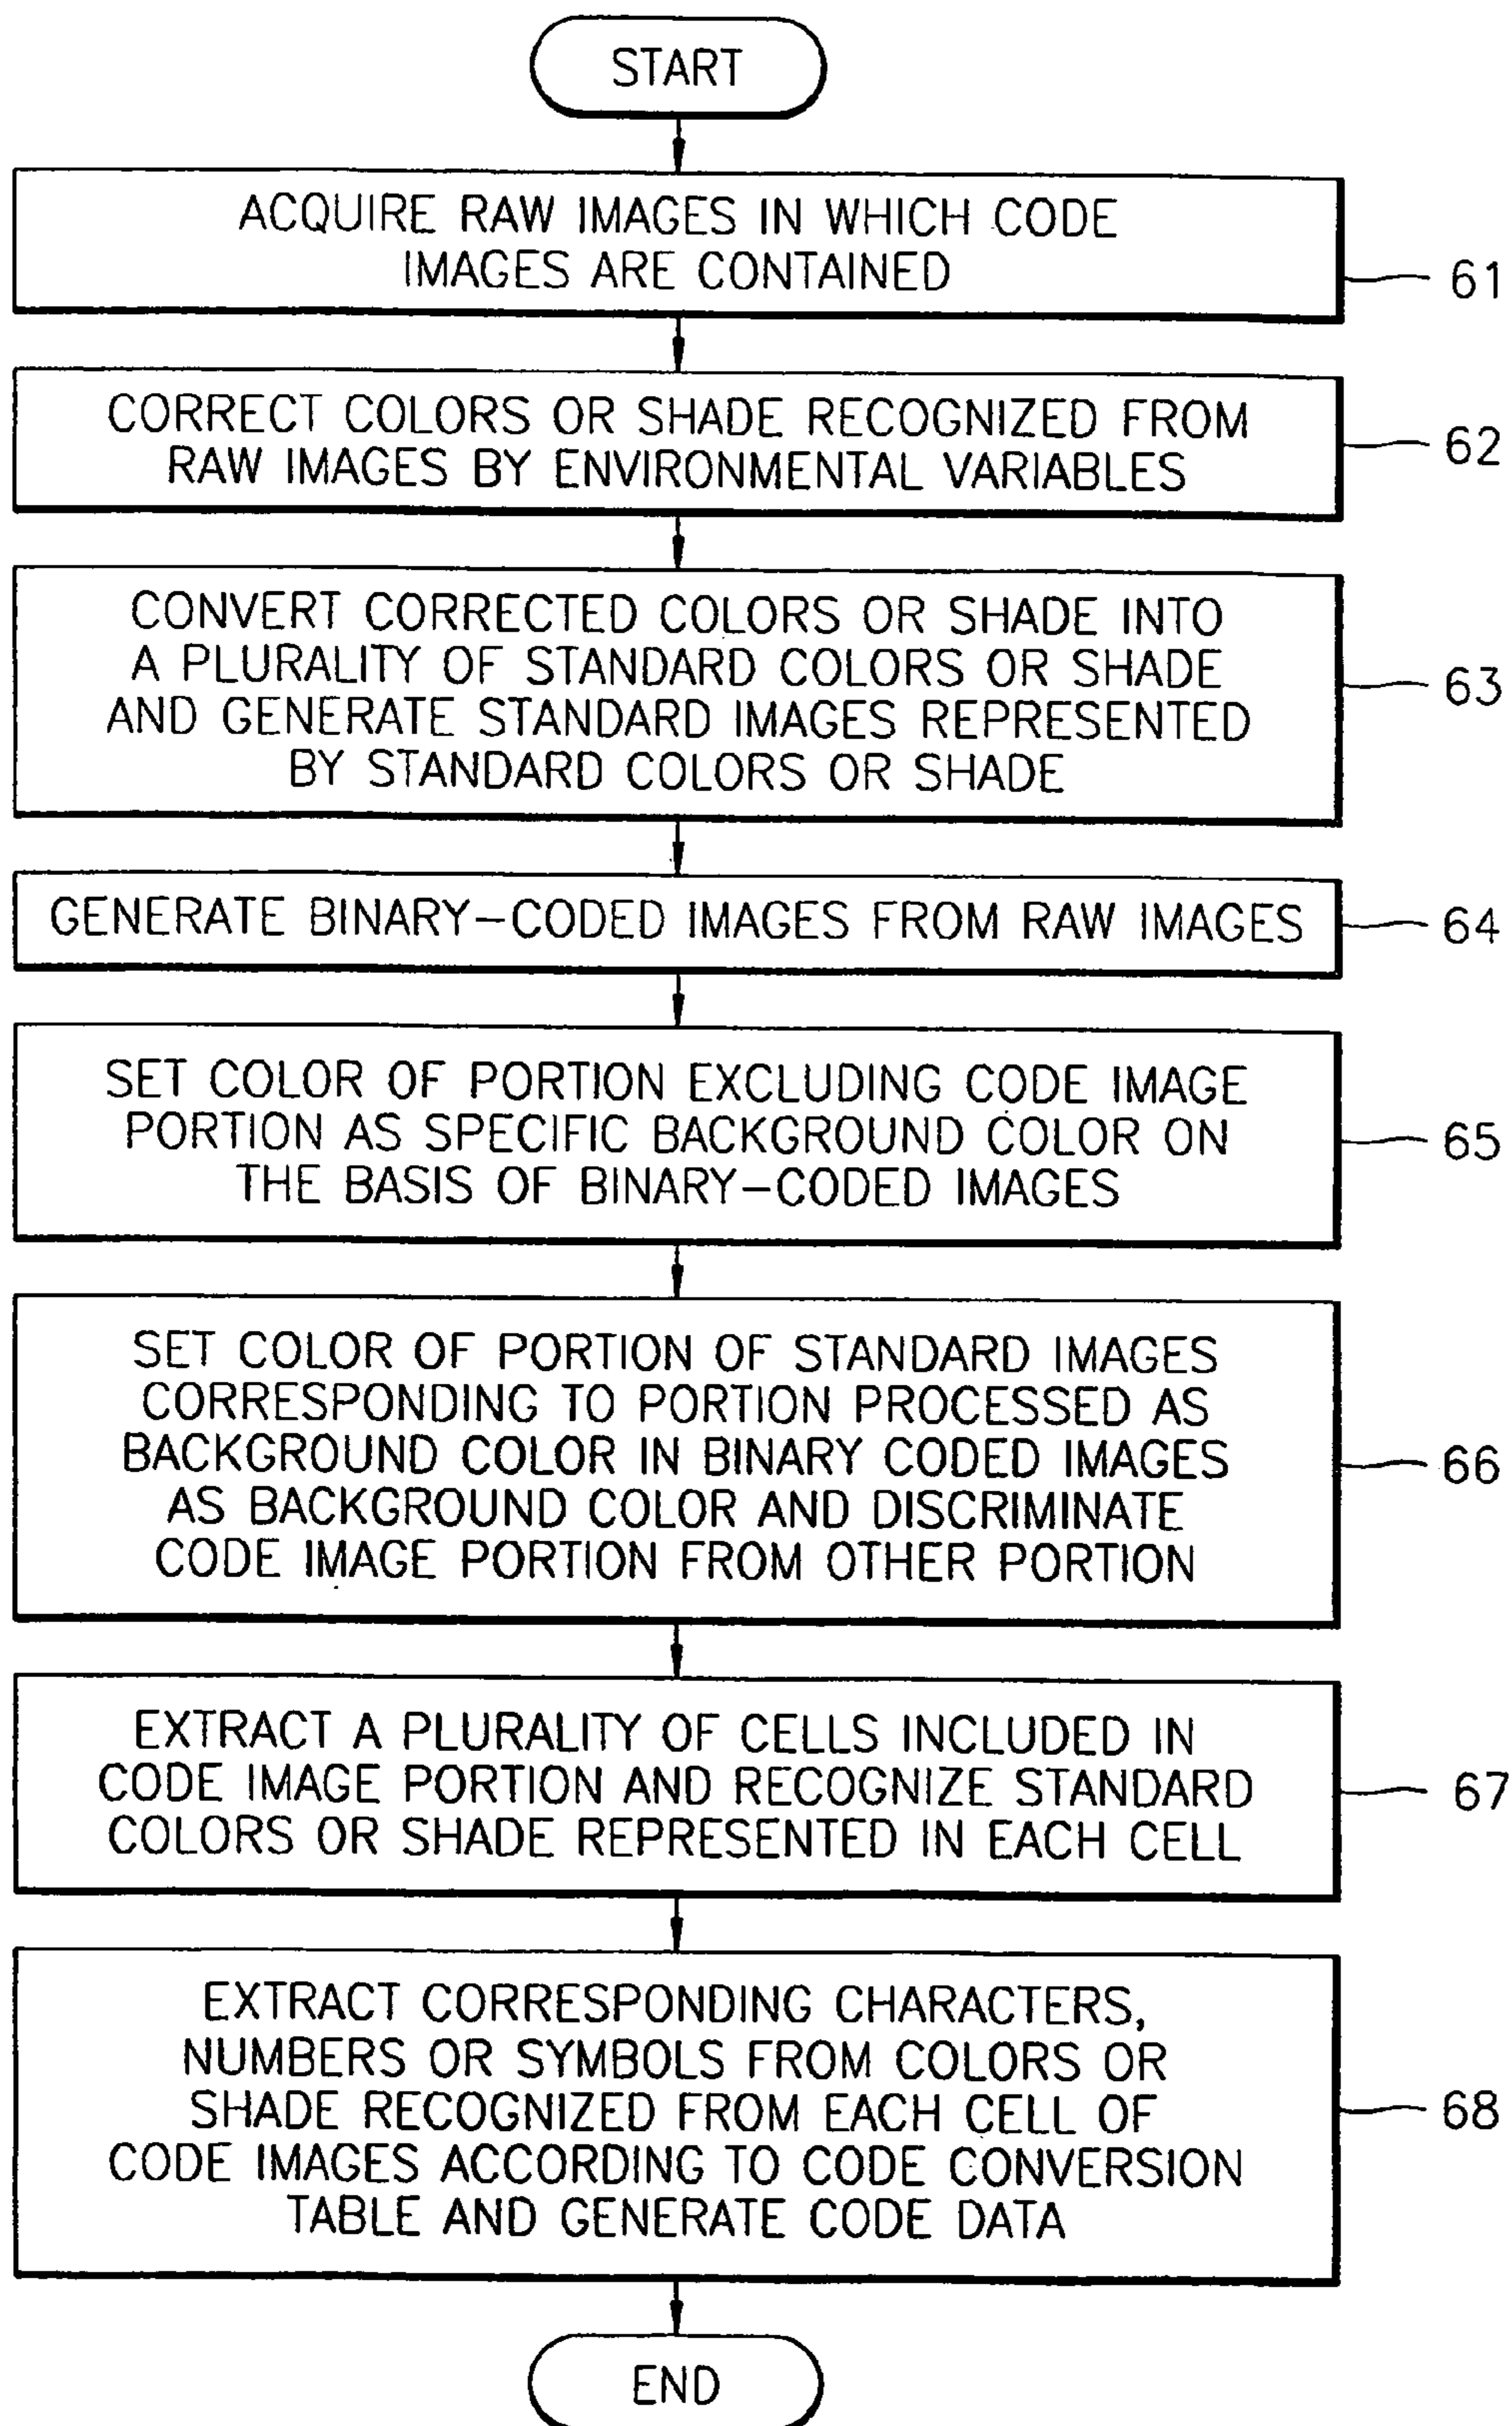 START
ACQUIRE RAW IMAGES IN WHICH CODE
IMAGES ARE CONTAINED
61
CORRECT COLORS OR SHADE RECOGNIZED FROM
RAW IMAGES BY ENVIRONMENTAL VARIABLES
62
CONVERT CORRECTED COLORS OR SHADE INTO
A PLURALITY OF STANDARD COLORS OR SHADE
AND GENERATE STANDARD IMAGES REPRESENTED
BY STANDARD COLORS OR SHADE
63
GENERATE BINARY-CODED IMAGES FROM RAW IMAGES
64
SET COLOR OF PORTION EXCLUDING CODE IMAGE
PORTION AS SPECIFIC BACKGROUND COLOR ON
THE BASIS OF BINARY-CODED IMAGES
65
SET COLOR OF PORTION OF STANDARD IMAGES
CORRESPONDING TO PORTION PROCESSED AS
BACKGROUND COLOR IN BINARY CODED IMAGES
AS BACKGROUND COLOR AND DISCRIMINATE
CODE IMAGE PORTION FROM OTHER PORTION
66
EXTRACT A PLURALITY OF CELLS INCLUDED IN
CODE IMAGE PORTION AND RECOGNIZE STANDARD
COLORS OR SHADE REPRESENTED IN EACH CELL
67
EXTRACT CORRESPONDING CHARACTERS,
NUMBERS OR SYMBOLS FROM COLORS OR
SHADE RECOGNIZED FROM EACH CELL OF
CODE IMAGES ACCORDING TO CODE CONVERSION
TABLE AND GENERATE CODE DATA
68
END